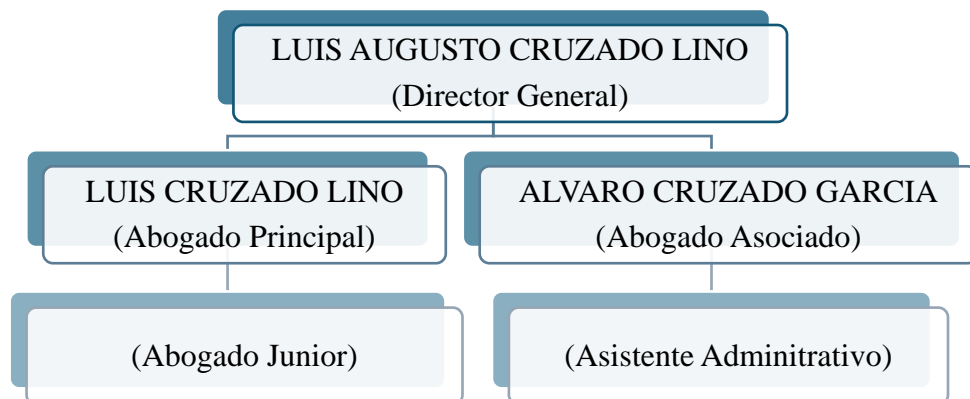 LUIS AUGUSTO CRUZADO LINO
(Director General)
LUIS CRUZADO LINO
(Abogado Principal)
ALVARO CRUZADO GARCIA
(Abogado Asociado)
(Abogado Junior)
(Asistente Adminitrativo)